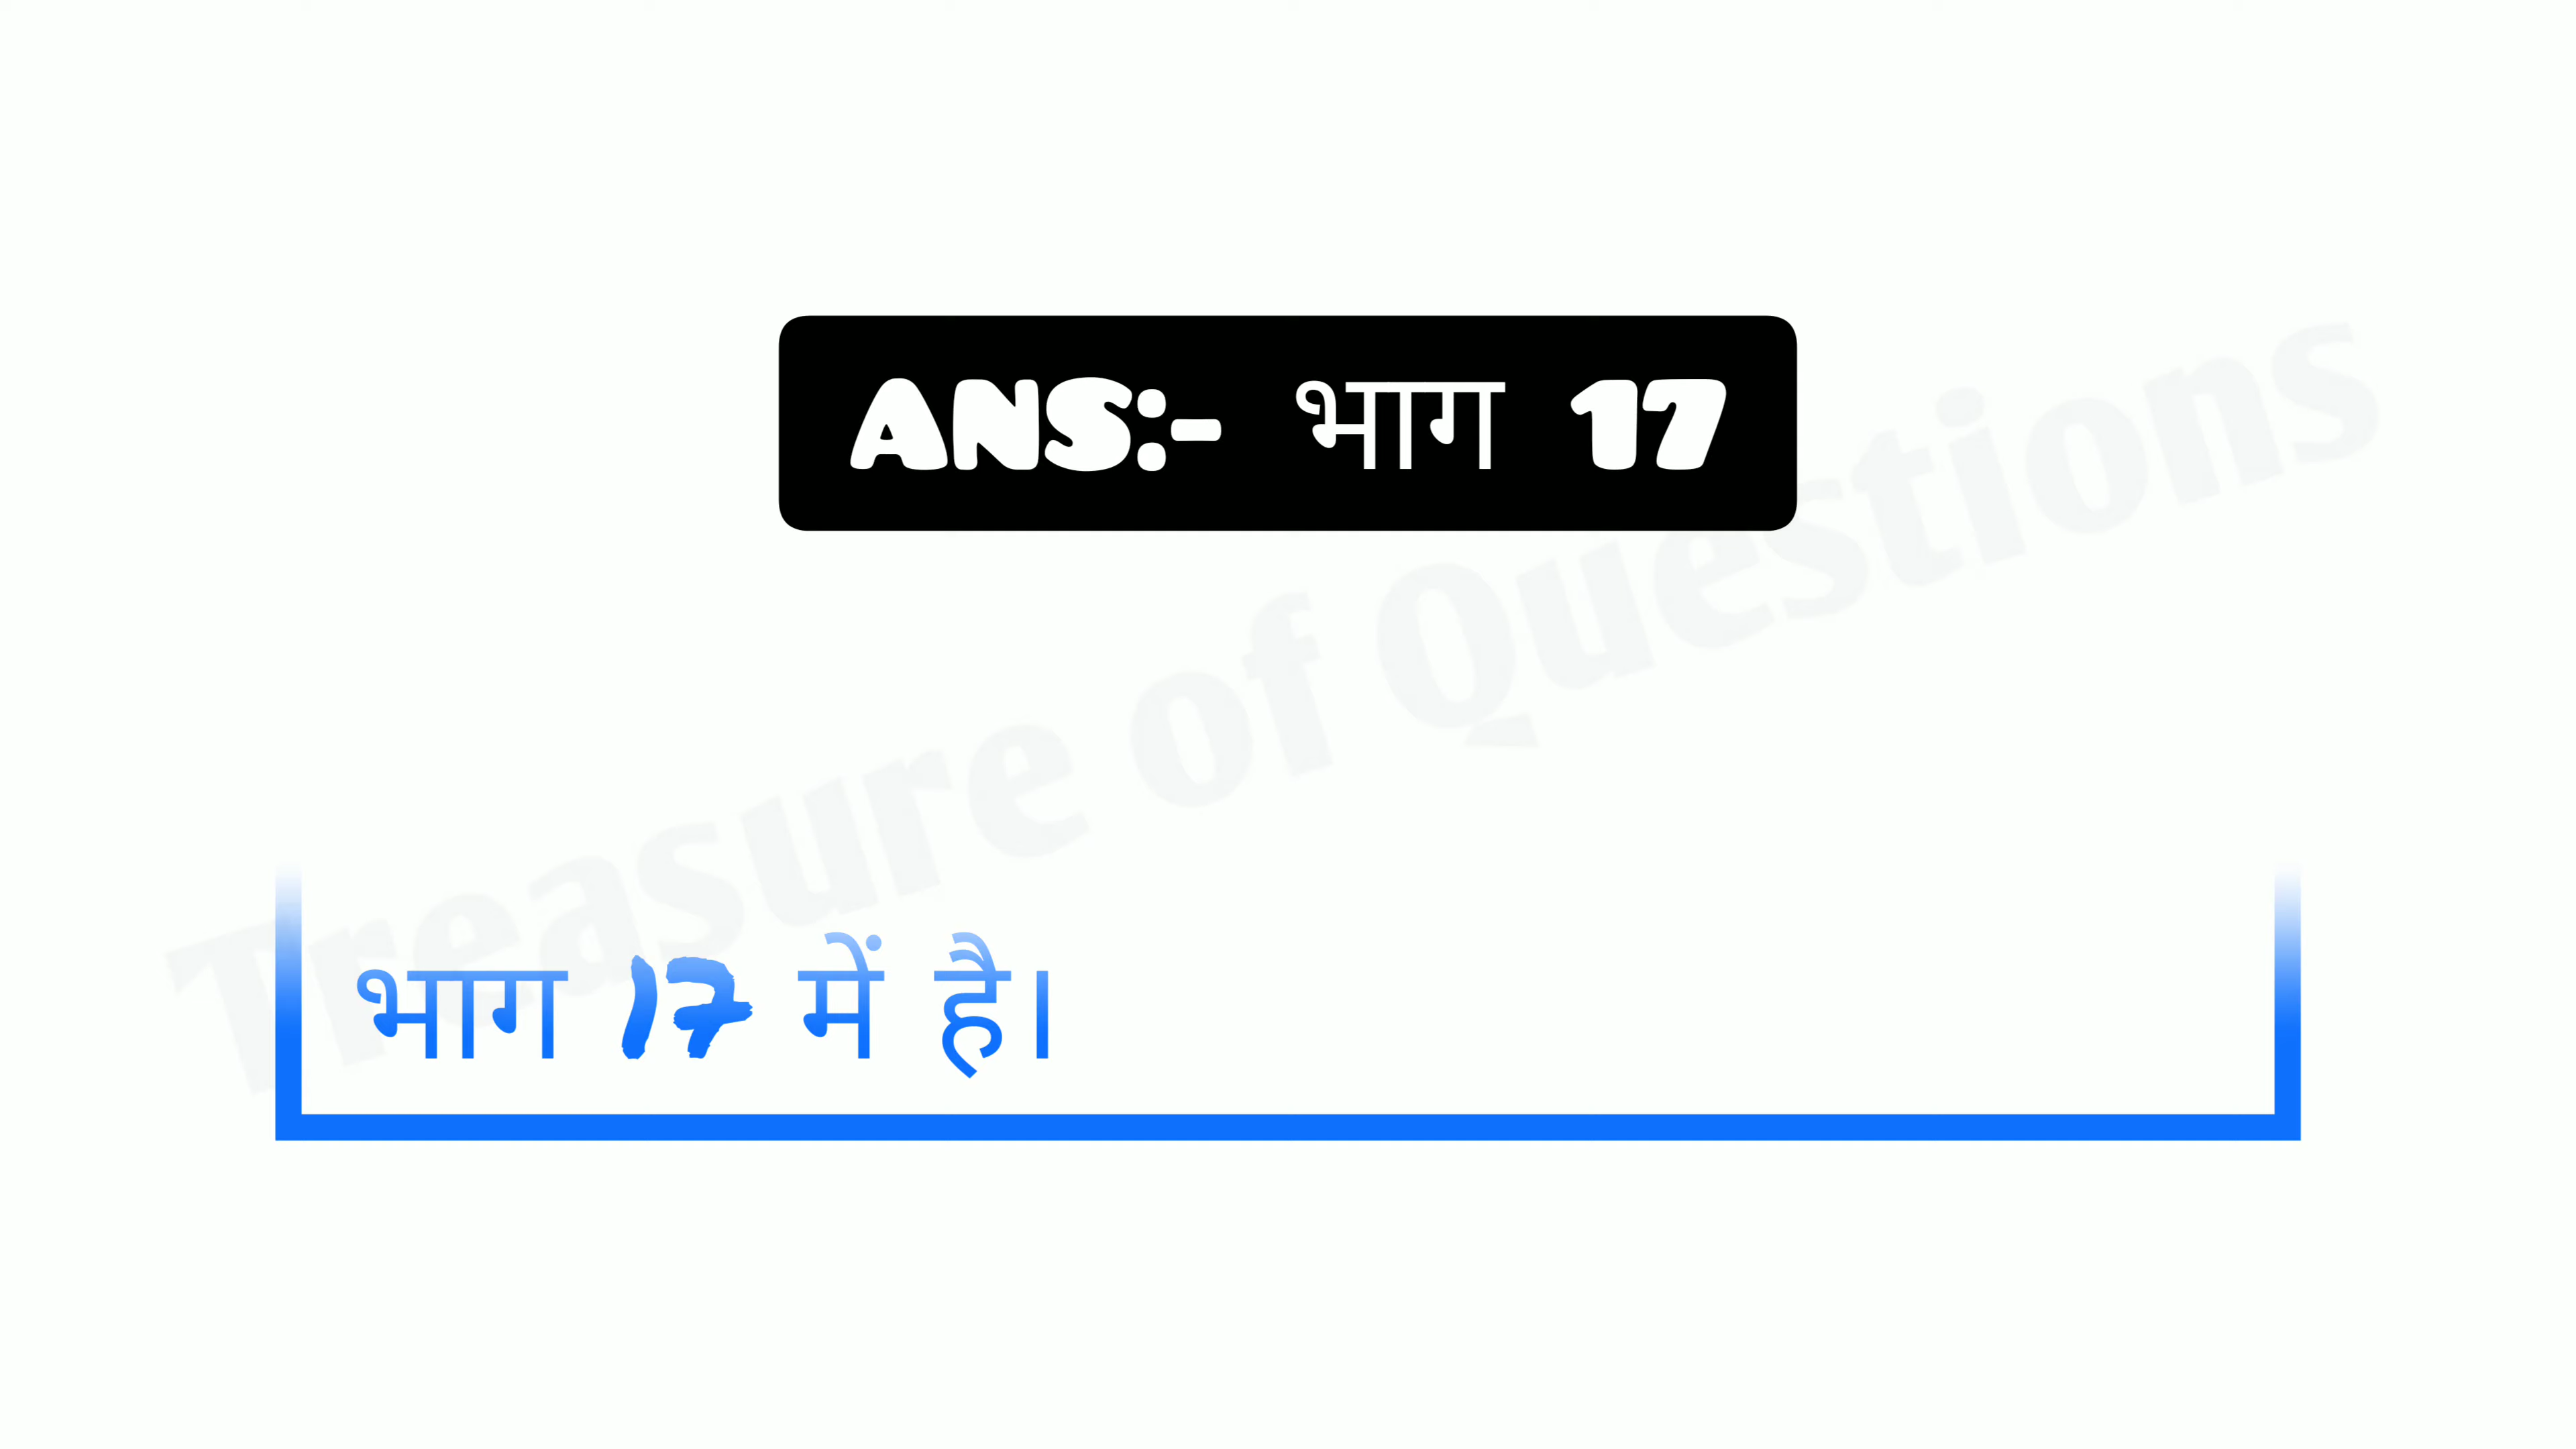 ANS:- भाग 17
Treasure of Questions
भाग 17 में है।